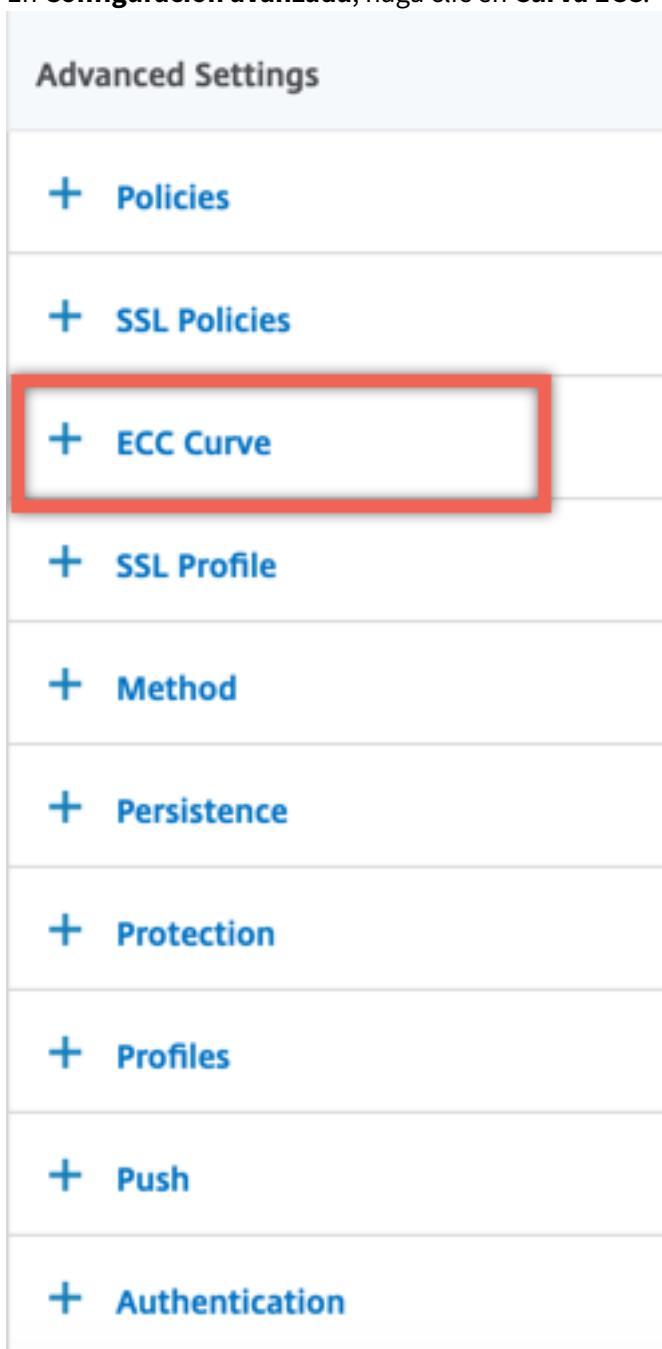 En Configuración avanzada, haga clic en Curva ECC.
Advanced Settings
+ Policies
+ SSL Policies
+ ECC Curve
+ SSL Profile
+ Method
+ Persistence
+ Protection
+ Profiles
+ Push
+ Authentication